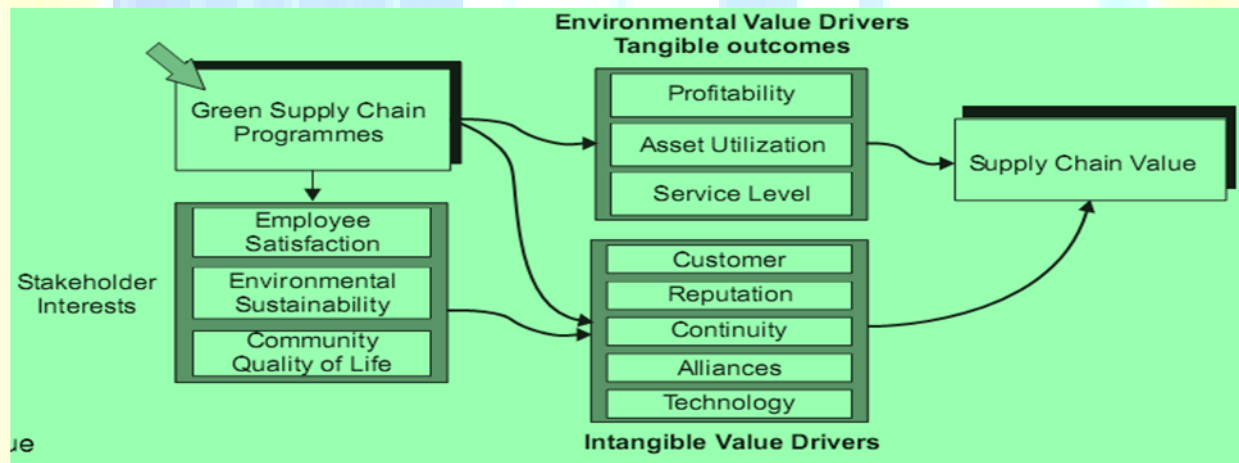 Environmental Value Drivers
Tangible outcomes
Green Supply Chain
Programmes
Profitability
Asset Utilization
Service Level
Supply Chain Value
Stakeholder
Interests
Employee
Satisfaction
Environmental
Sustainability
Community
Quality of Life
Customer
Reputation
Continuity
Alliances
Technology
Intangible Value Drivers